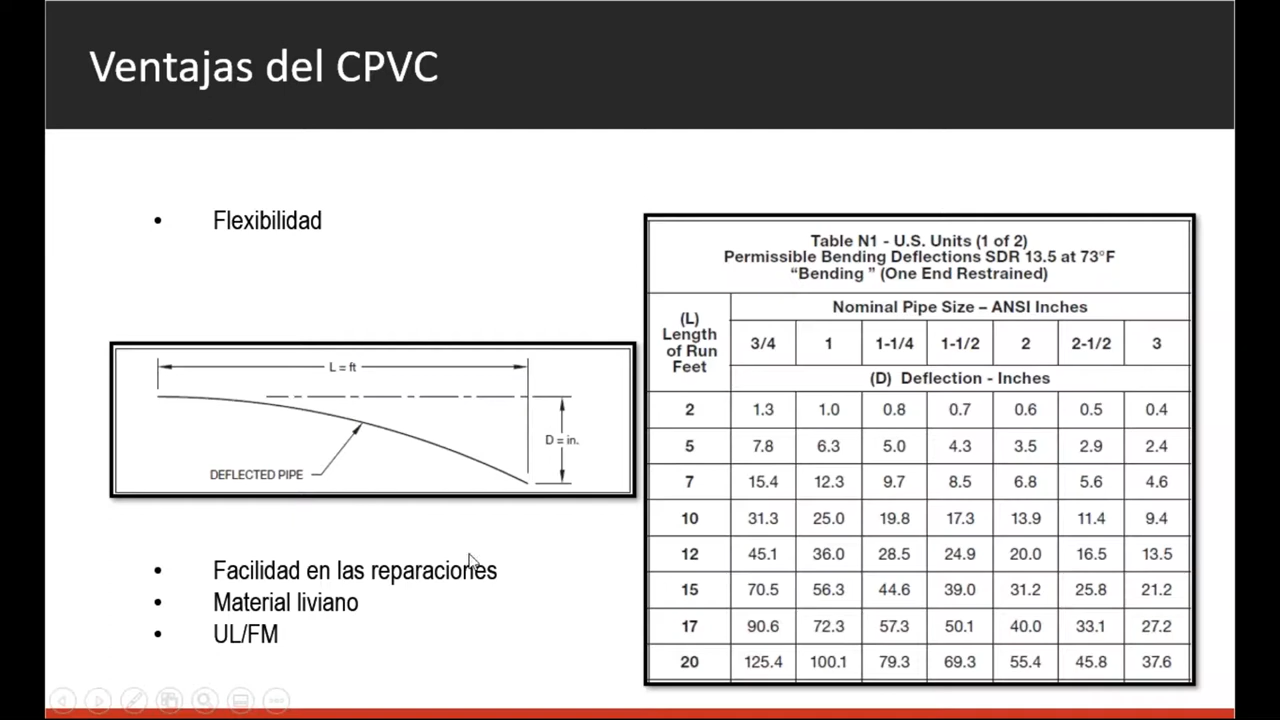 Ventajas del CPVC
• Flexibilidad
L = ft
D = in.
DEFLECTED PIPE
• Facilidad en las reparaciones
• Material liviano
• UL/FM
Table N1 - U.S. Units (1 of 2)
Permissible Bending Deflections SDR 13.5 at 73°F
“Bending ” (One End Restrained)
(L) Length of Run Feet
Nominal Pipe Size – ANSI Inches
3/4 1 1-1/4 1-1/2 2 2-1/2 3
(D) Deflection - Inches
2 1.3 1.0 0.8 0.7 0.6 0.5 0.4
5 7.8 6.3 5.0 4.3 3.5 2.9 2.4
7 15.4 12.3 9.7 8.5 6.8 5.6 4.6
10 31.3 25.0 19.8 17.3 13.9 11.4 9.4
12 45.1 36.0 28.5 24.9 20.0 16.5 13.5
15 70.5 56.3 44.6 39.0 31.2 25.8 21.2
17 90.6 72.3 57.3 50.1 40.0 33.1 27.2
20 125.4 100.1 79.3 69.3 55.4 45.8 37.6